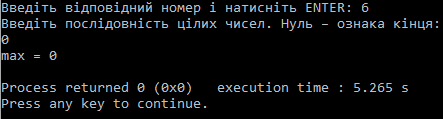 Введіть відповідний номер і натисніть ENTER: 6
Введіть послідовність цілих чисел. Нуль – ознака кінця:
0
max = 0
Process returned 0 (0x0)   execution time : 5.265 s
Press any key to continue.